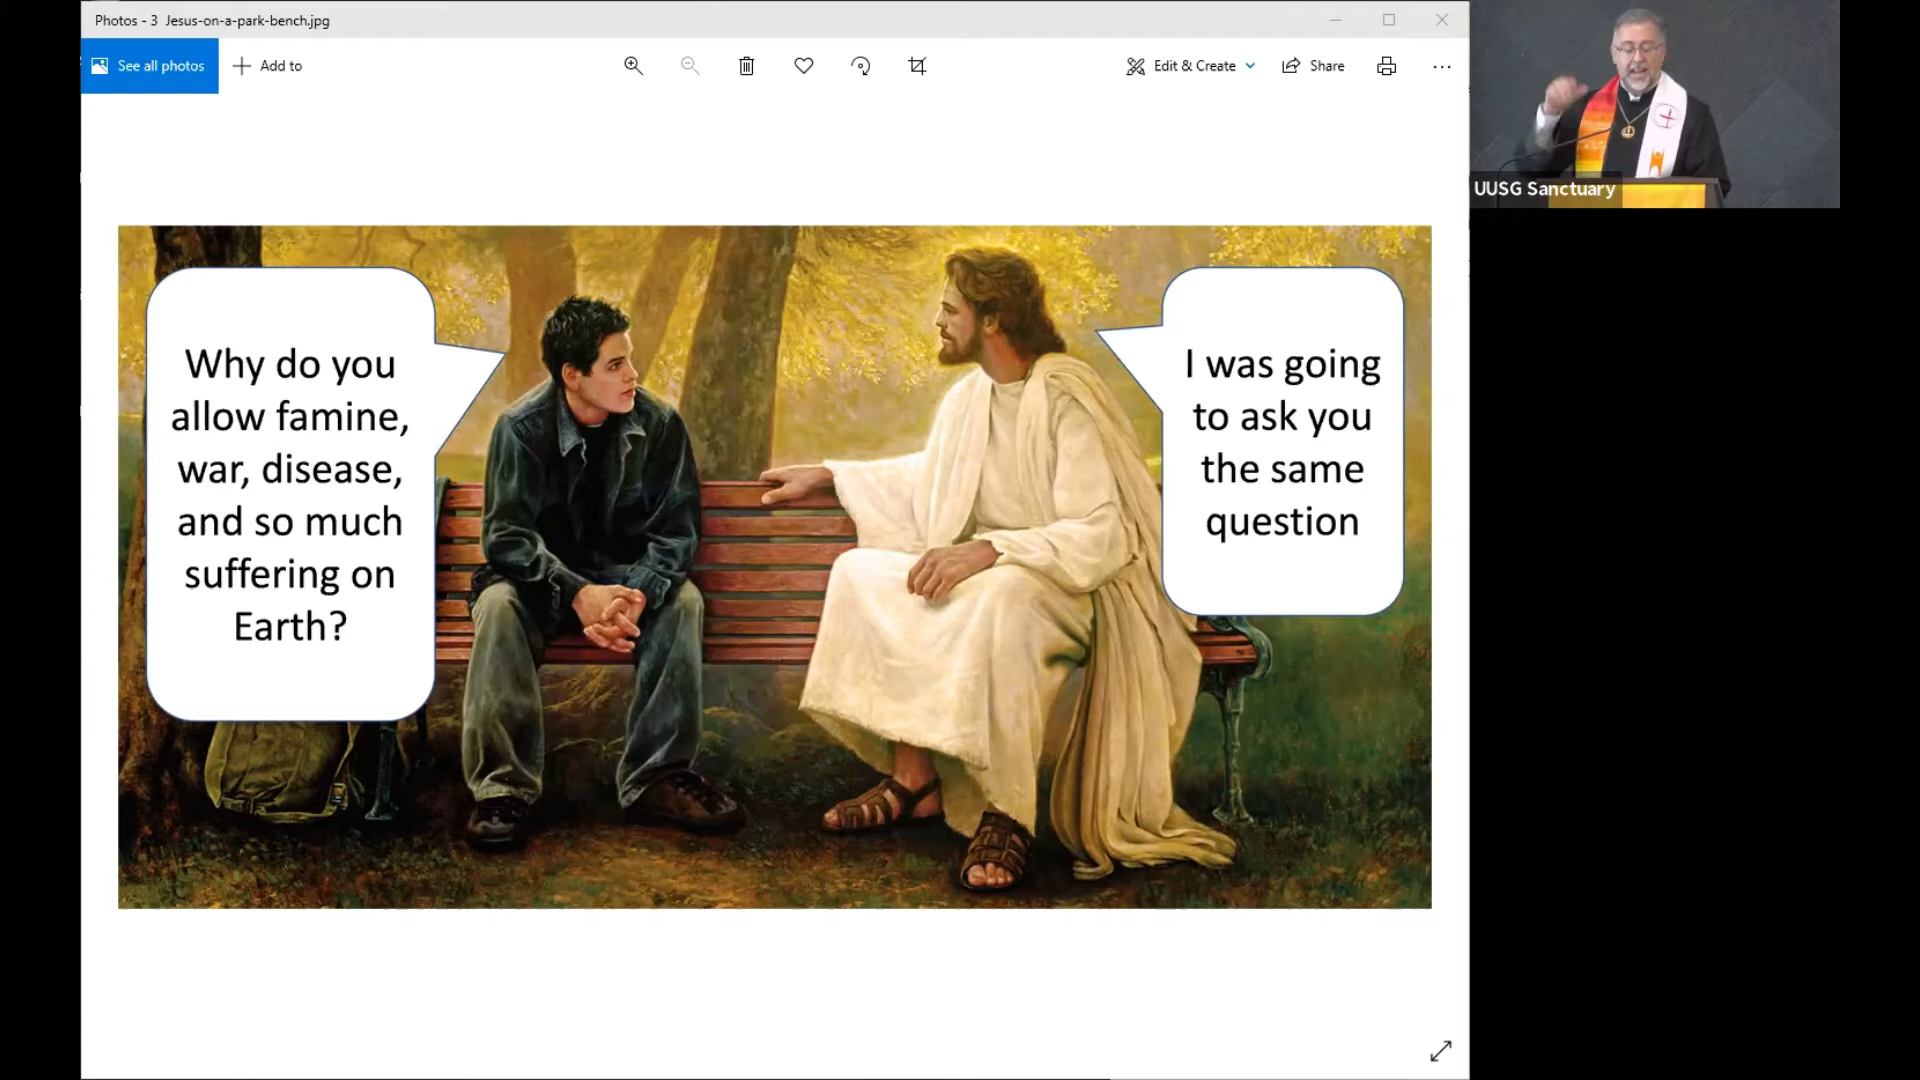 Photos - 3 Jesus-on-a-park-bench.jpg
See all photos
Add to
Edit & Create
Share
UUSG Sanctuary
Why do you
allow famine,
war, disease,
and so much
suffering on
Earth?
I was going
to ask you
the same
question